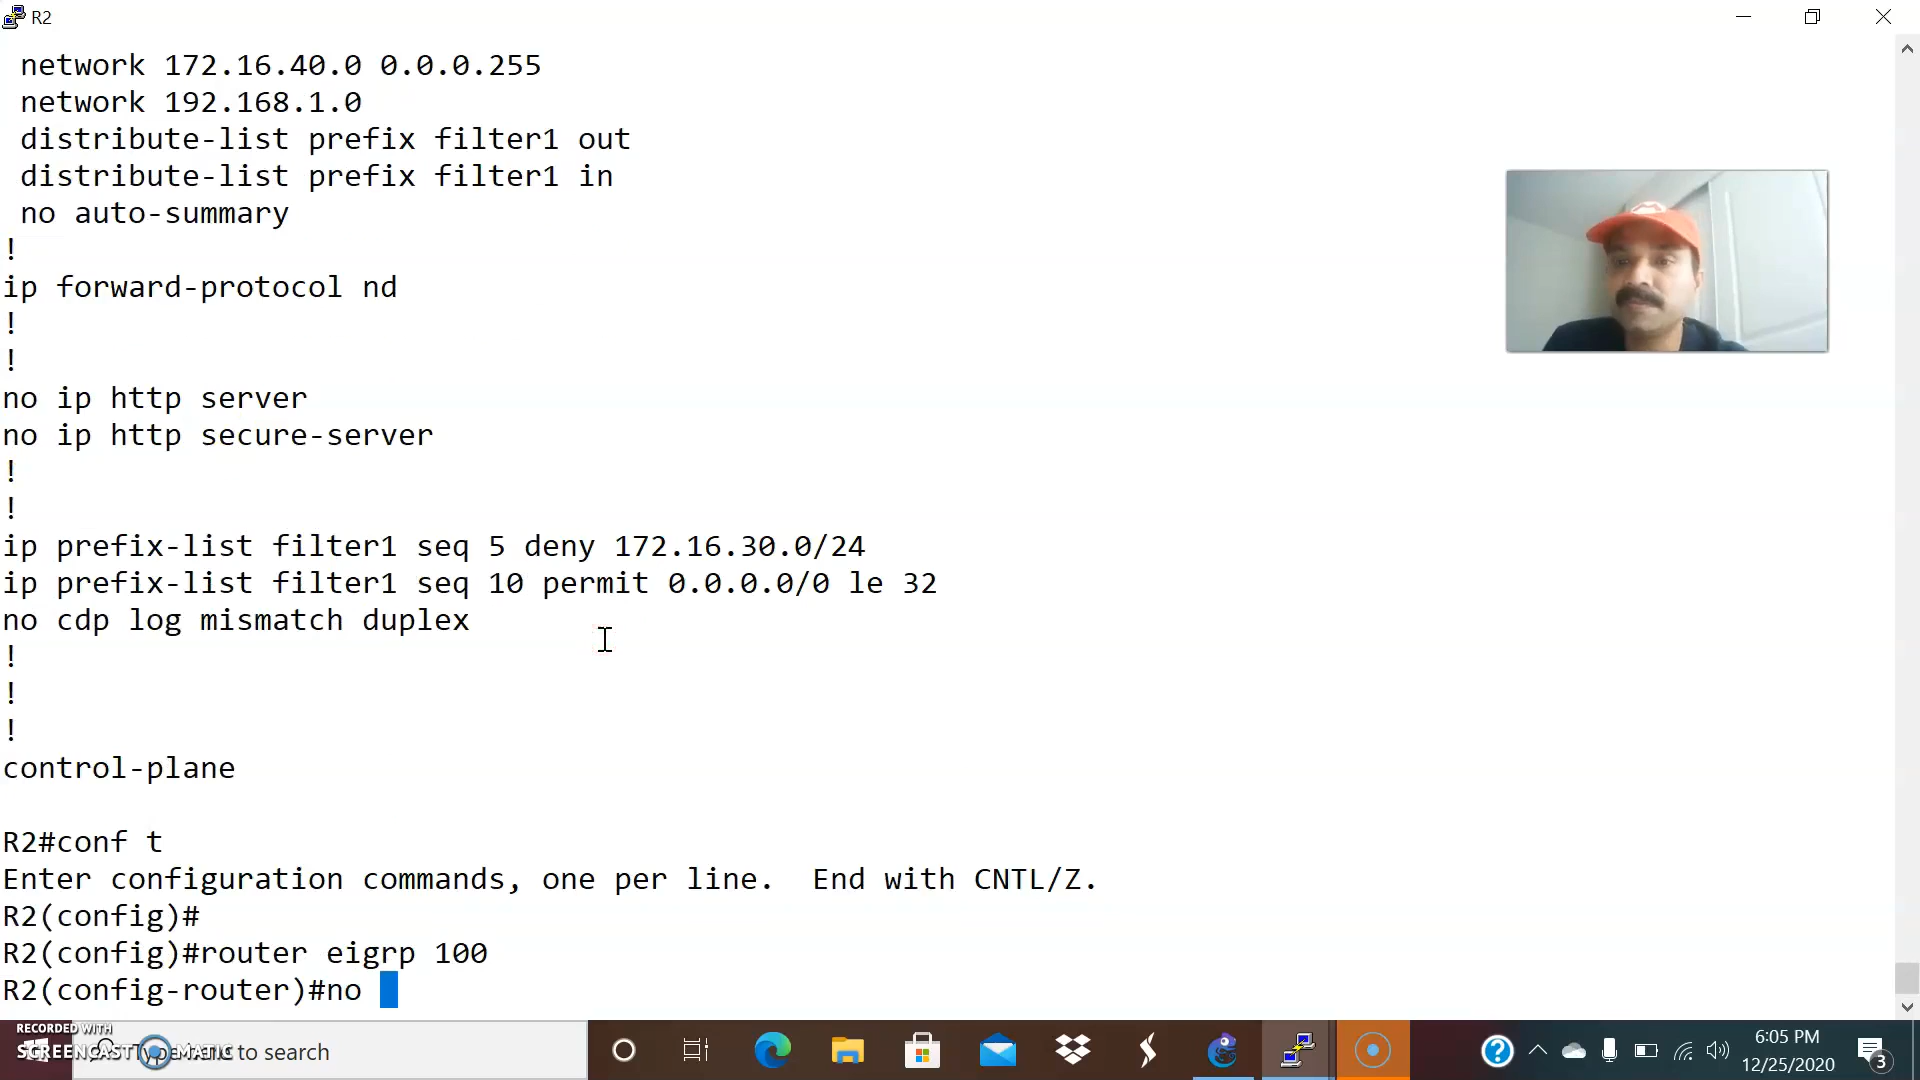 R2
network 172.16.40.0 0.0.0.255
network 192.168.1.0
distribute-list prefix filter1 out
distribute-list prefix filter1 in
no auto-summary
!
ip forward-protocol nd
!
!
no ip http server
no ip http secure-server
!
!
ip prefix-list filter1 seq 5 deny 172.16.30.0/24
ip prefix-list filter1 seq 10 permit 0.0.0.0/0 le 32
no cdp log mismatch duplex
!
!
!
control-plane
R2#conf t
Enter configuration commands, one per line.  End with CNTL/Z.
R2(config)#
R2(config)#router eigrp 100
R2(config-router)#no
RECORDED WITH
SCREENCAST MATIC
Type here to search
6:05 PM
12/25/2020
3